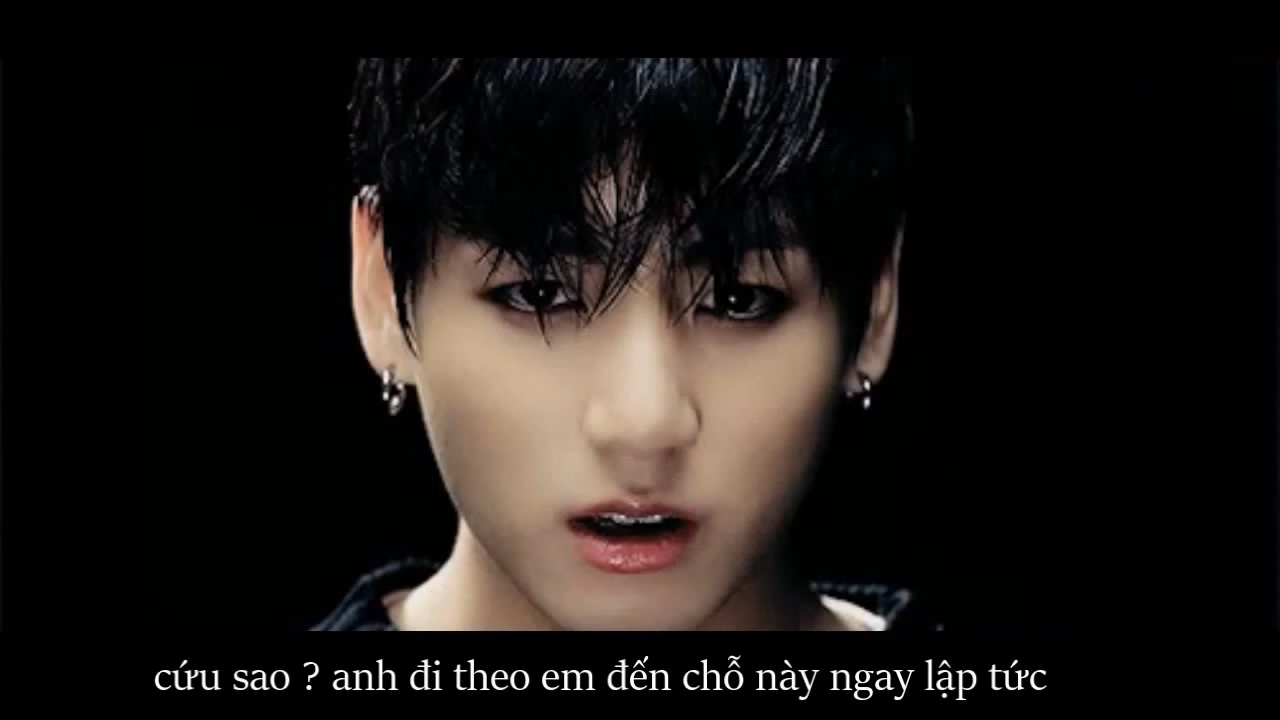 cứu sao ? anh đi theo em đến chỗ này ngay lập tức